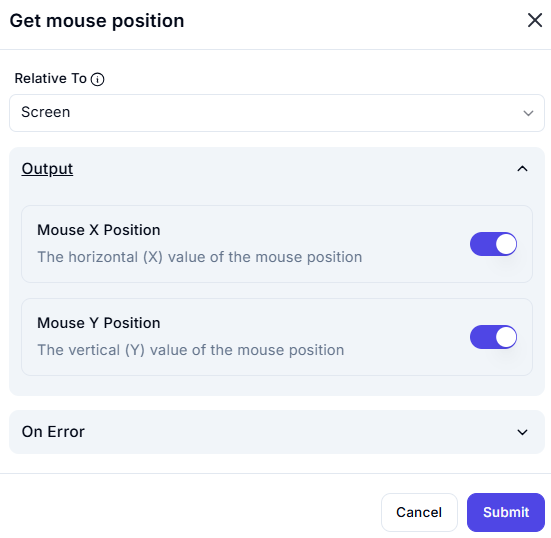 Get mouse position
Relative To
Screen
Output
Mouse X Position
The horizontal (X) value of the mouse position
Mouse Y Position
The vertical (Y) value of the mouse position
On Error
Cancel
Submit